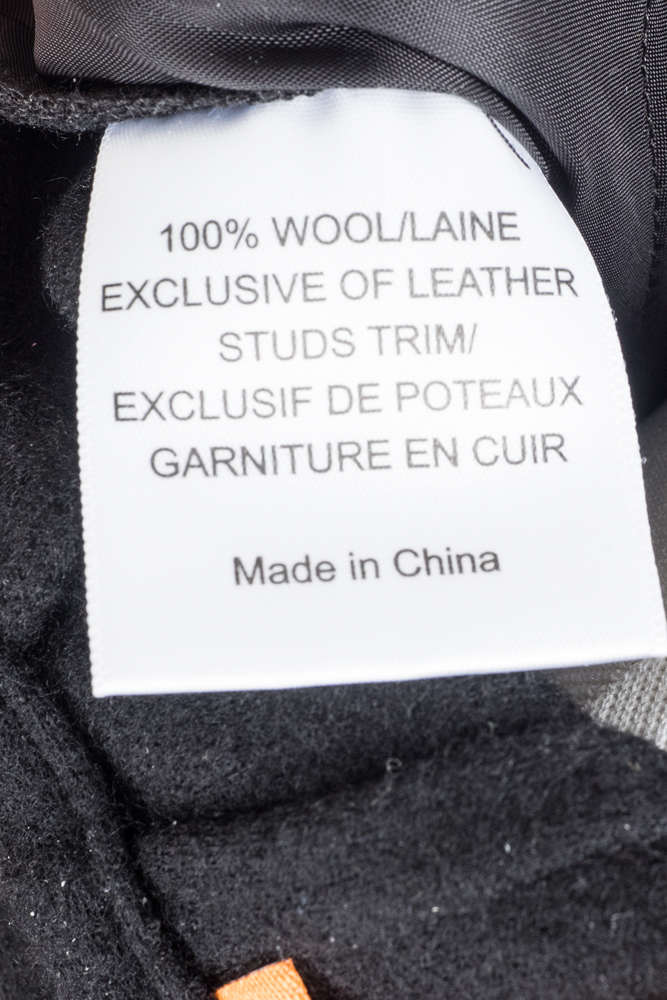 100% WOOL/LAINE
EXCLUSIVE OF LEATHER
STUDS TRIM/
EXCLUSIF DE POTEAUX
GARNITURE EN CUIR
Made in China